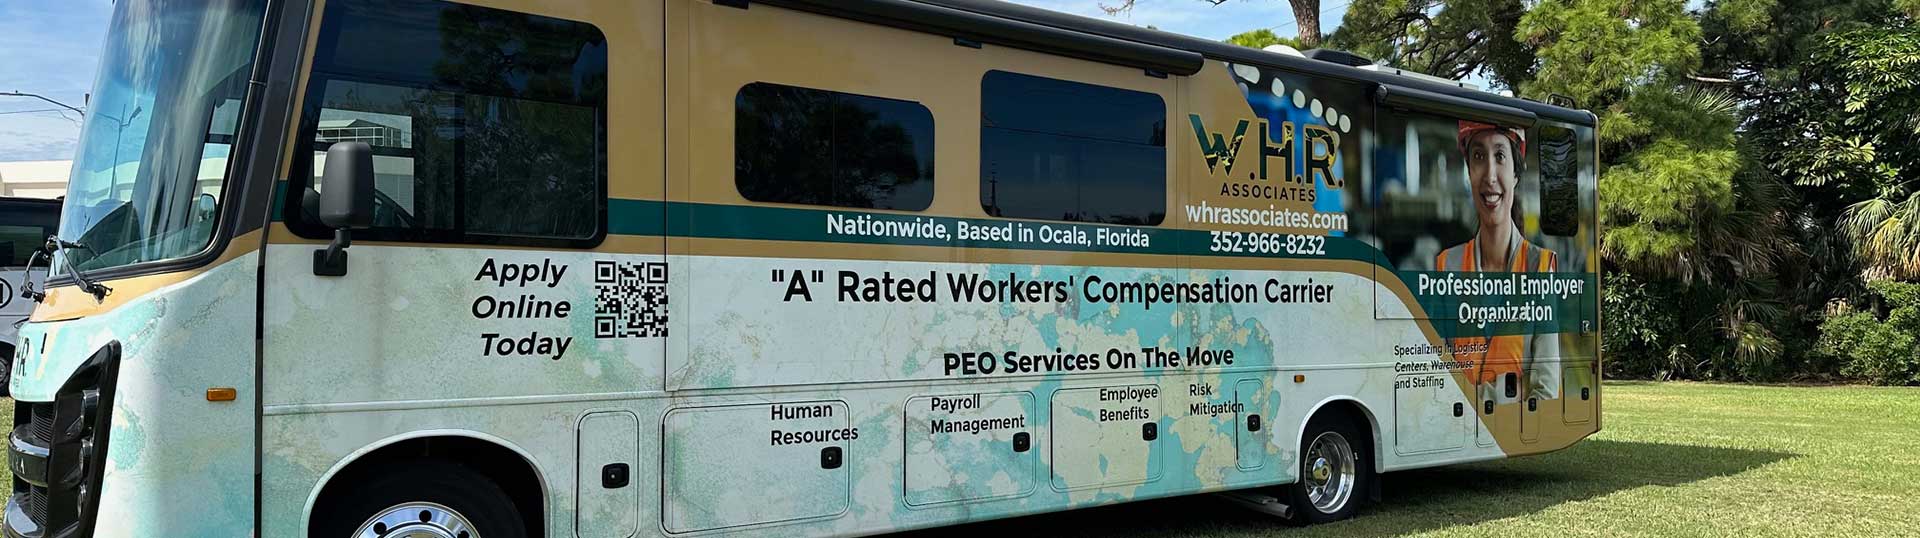 W.H.R.
ASSOCIATES
whrassociates.com
352-966-8232
Nationwide, Based in Ocala, Florida
Apply
Online
Today
"A" Rated Workers' Compensation Carrier
Professional Employer
Organization
PEO Services On The Move
Specializing in Logistics
Centers, Warehouse
and Staffing
Human
Resources
Payroll
Management
Employee
Benefits
Risk
Mitigation